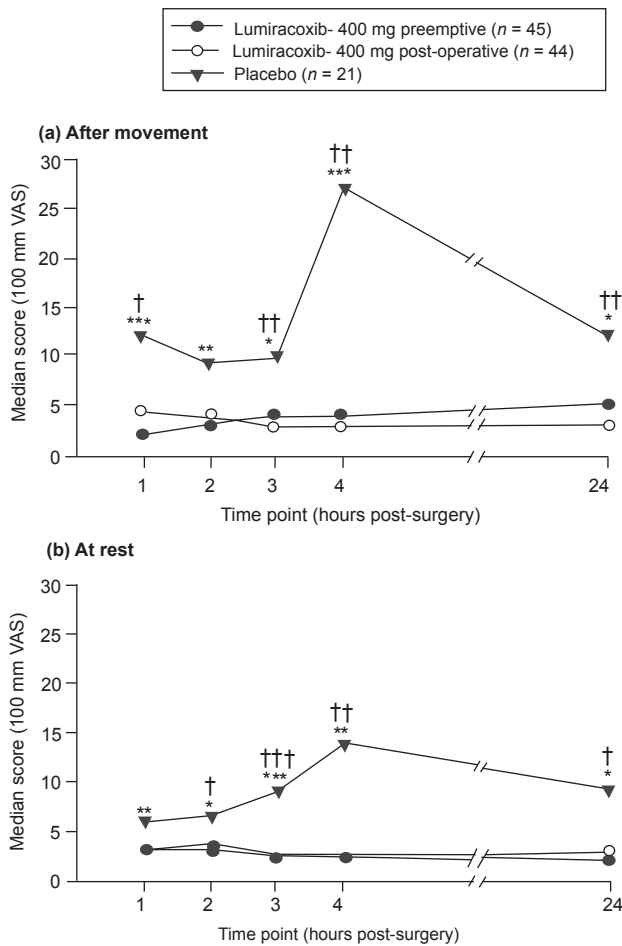 Lumiracoxib- 400 mg preemptive (n = 45)
Lumiracoxib- 400 mg post-operative (n = 44)
Placebo (n = 21)
(a) After movement
Median score (100 mm VAS)
30
25
20
15
10
5
0
††
***
†
***
**
††
*
††
*
1 2 3 4 24
Time point (hours post-surgery)
(b) At rest
Median score (100 mm VAS)
30
25
20
15
10
5
0
††
**
†††
***
†
*
**
†
*
1 2 3 4 24
Time point (hours post-surgery)